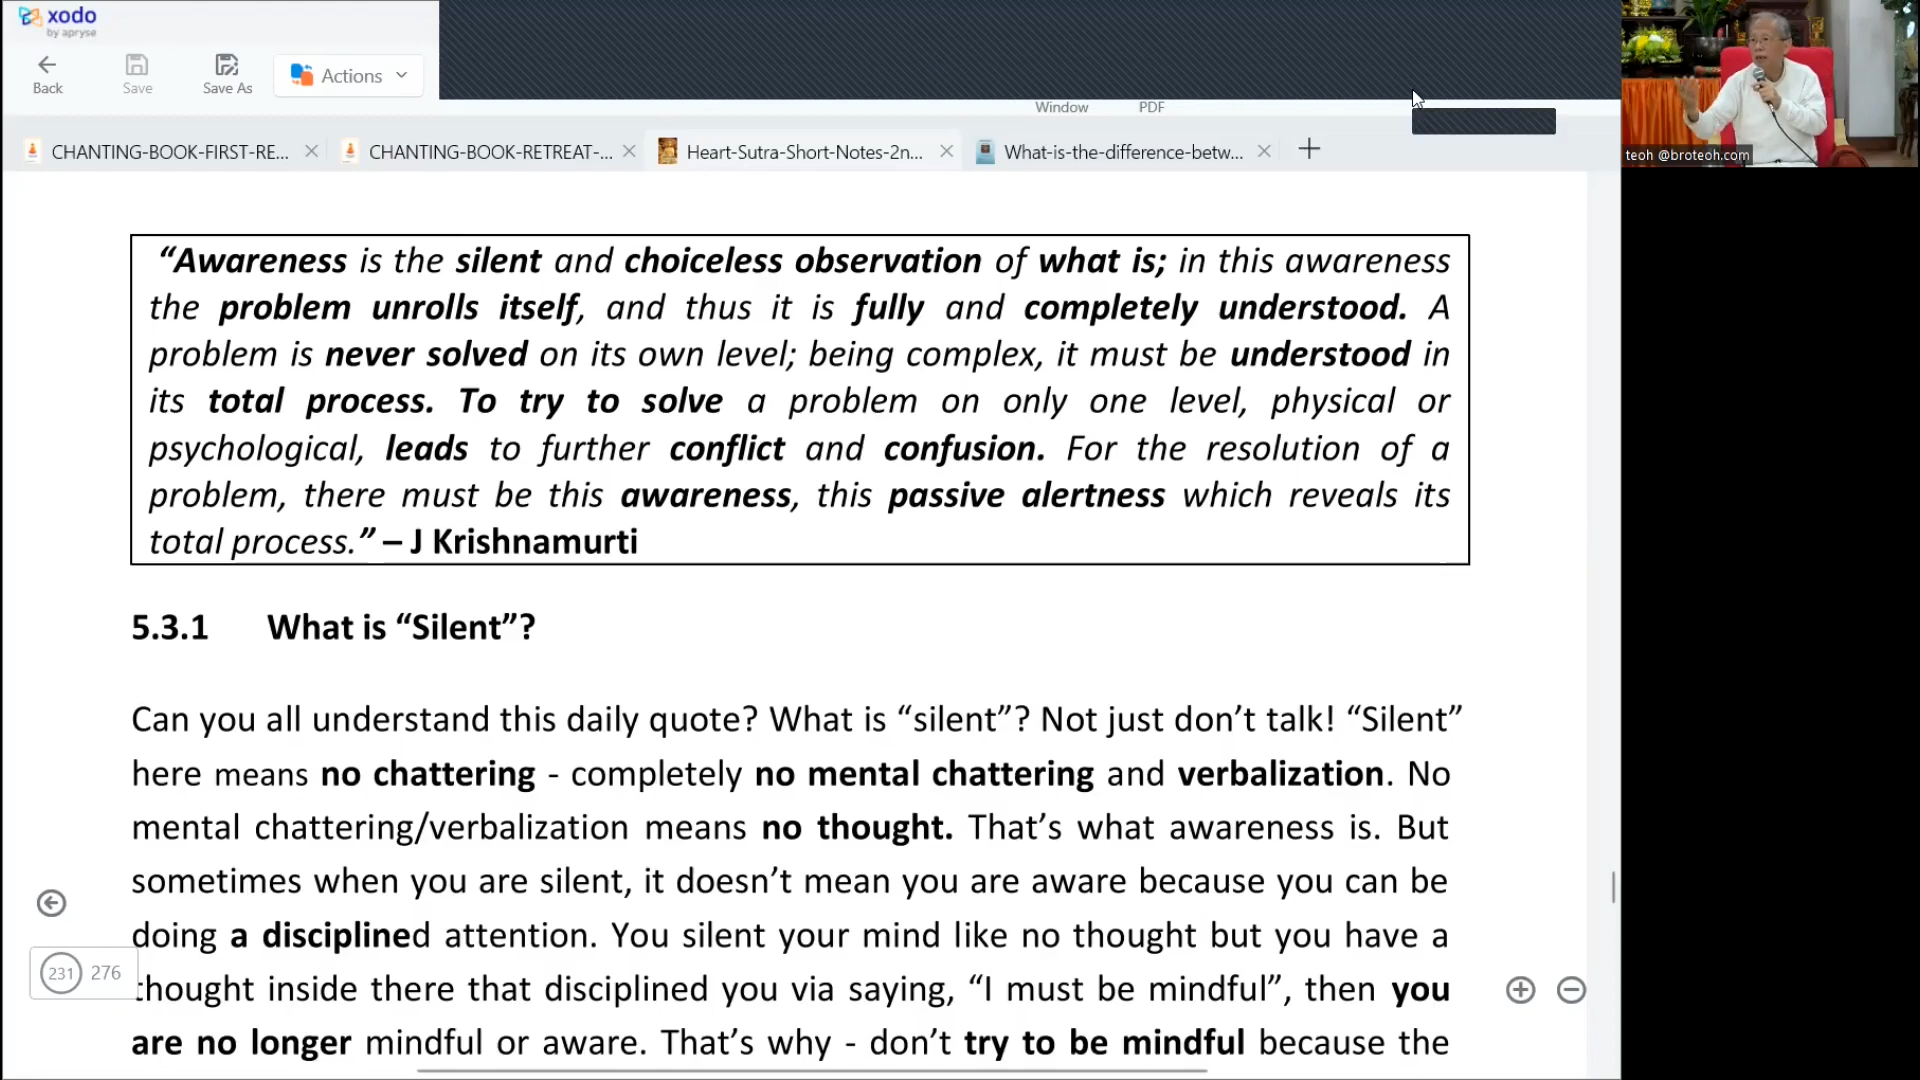 xodo
by apryse
Back
Save
Save As
Actions
Window
PDF
CHANTING-BOOK-FIRST-RE...
CHANTING-BOOK-RETREAT-...
Heart-Sutra-Short-Notes-2n...
What-is-the-difference-betw...
teoh @broteoh.com
“Awareness is the silent and choiceless observation of what is; in this awareness
the problem unrolls itself, and thus it is fully and completely understood. A
problem is never solved on its own level; being complex, it must be understood in
its total process. To try to solve a problem on only one level, physical or
psychological, leads to further conflict and confusion. For the resolution of a
problem, there must be this awareness, this passive alertness which reveals its
total process.” – J Krishnamurti
5.3.1 What is “Silent”?
Can you all understand this daily quote? What is “silent”? Not just don’t talk! “Silent”
here means no chattering - completely no mental chattering and verbalization. No
mental chattering/verbalization means no thought. That’s what awareness is. But
sometimes when you are silent, it doesn’t mean you are aware because you can be
doing a disciplined attention. You silent your mind like no thought but you have a
thought inside there that disciplined you via saying, “I must be mindful”, then you
are no longer mindful or aware. That’s why - don’t try to be mindful because the
231 276